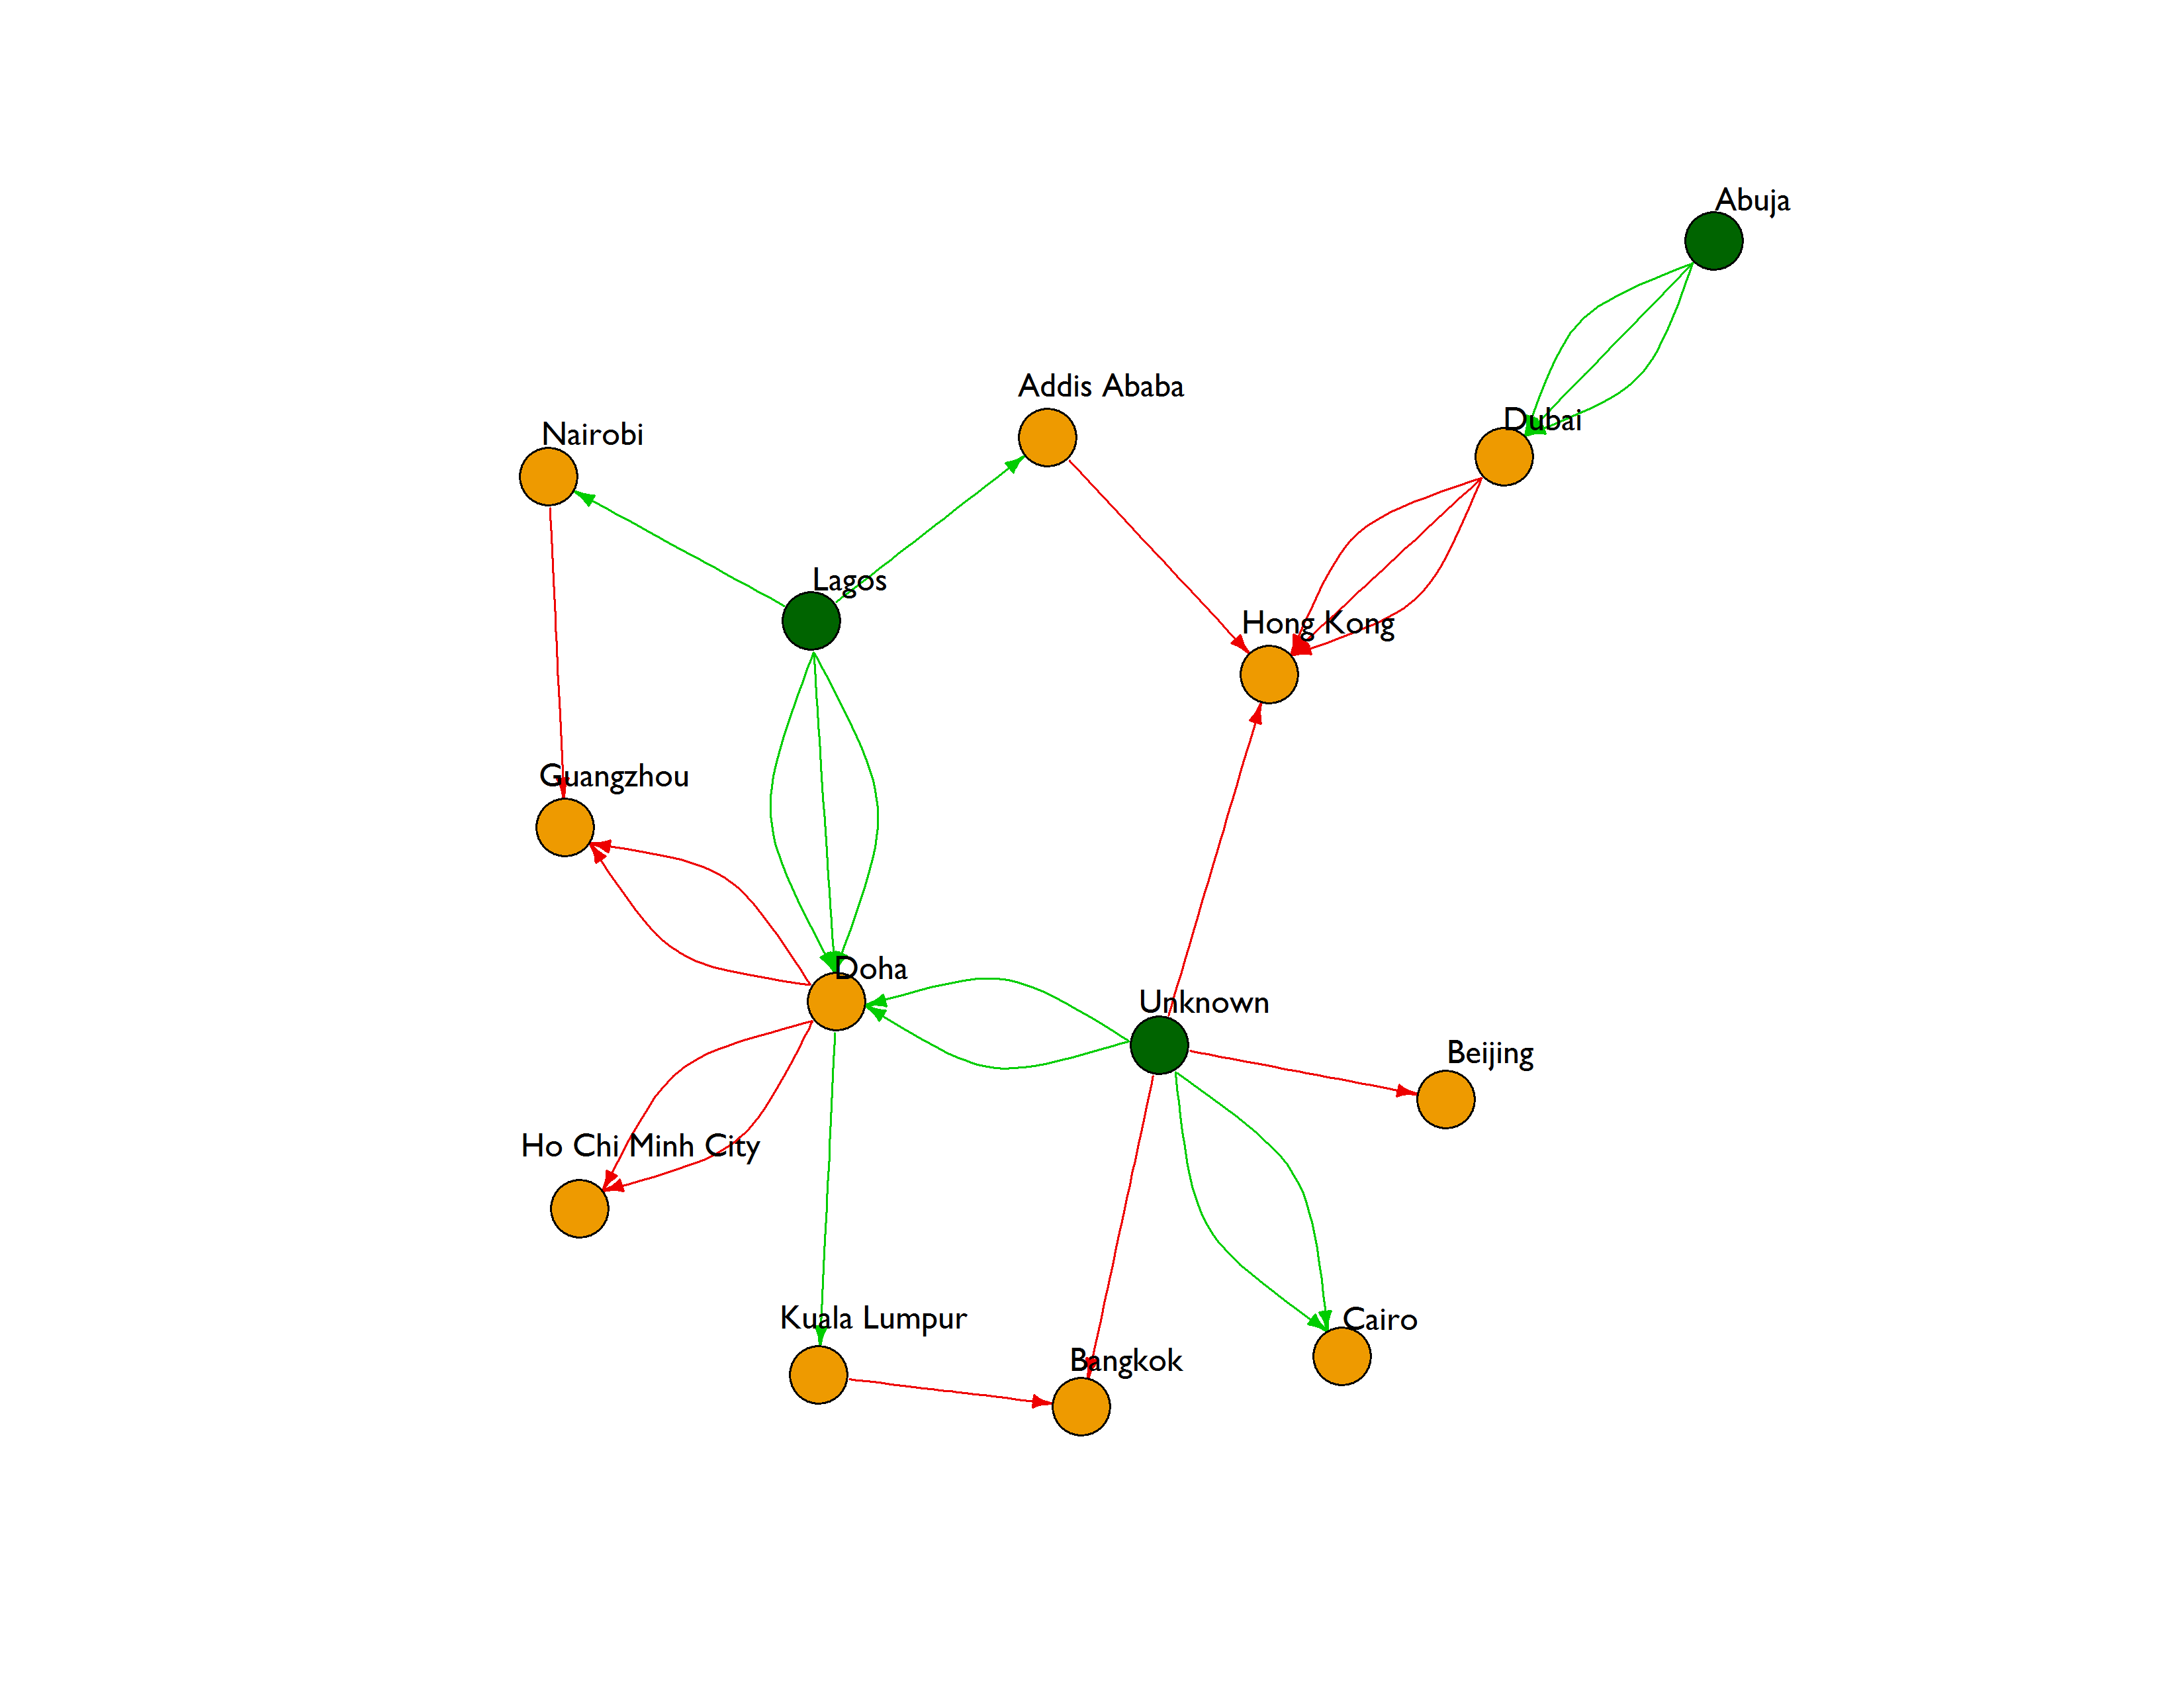 Abuja
Addis Ababa
Dubai
Nairobi
Lagos
Hong Kong
Guangzhou
Doha
Unknown
Beijing
Ho Chi Minh City
Kuala Lumpur
Cairo
Bangkok